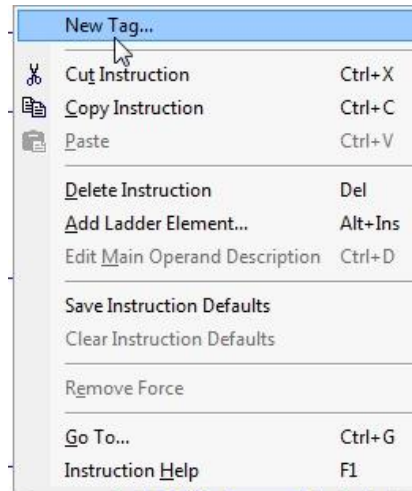 New Tag...
Cut Instruction Ctrl+X
Copy Instruction Ctrl+C
Paste Ctrl+V
Delete Instruction Del
Add Ladder Element... Alt+Ins
Edit Main Operand Description Ctrl+D
Save Instruction Defaults
Clear Instruction Defaults
Remove Force
Go To... Ctrl+G
Instruction Help F1